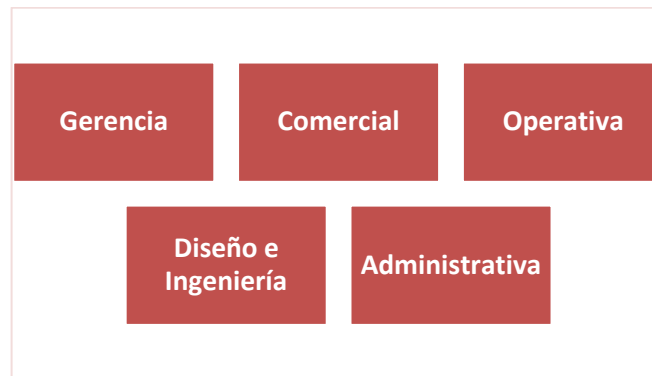 Gerencia
Comercial
Operativa
Diseño e
Ingeniería
Administrativa